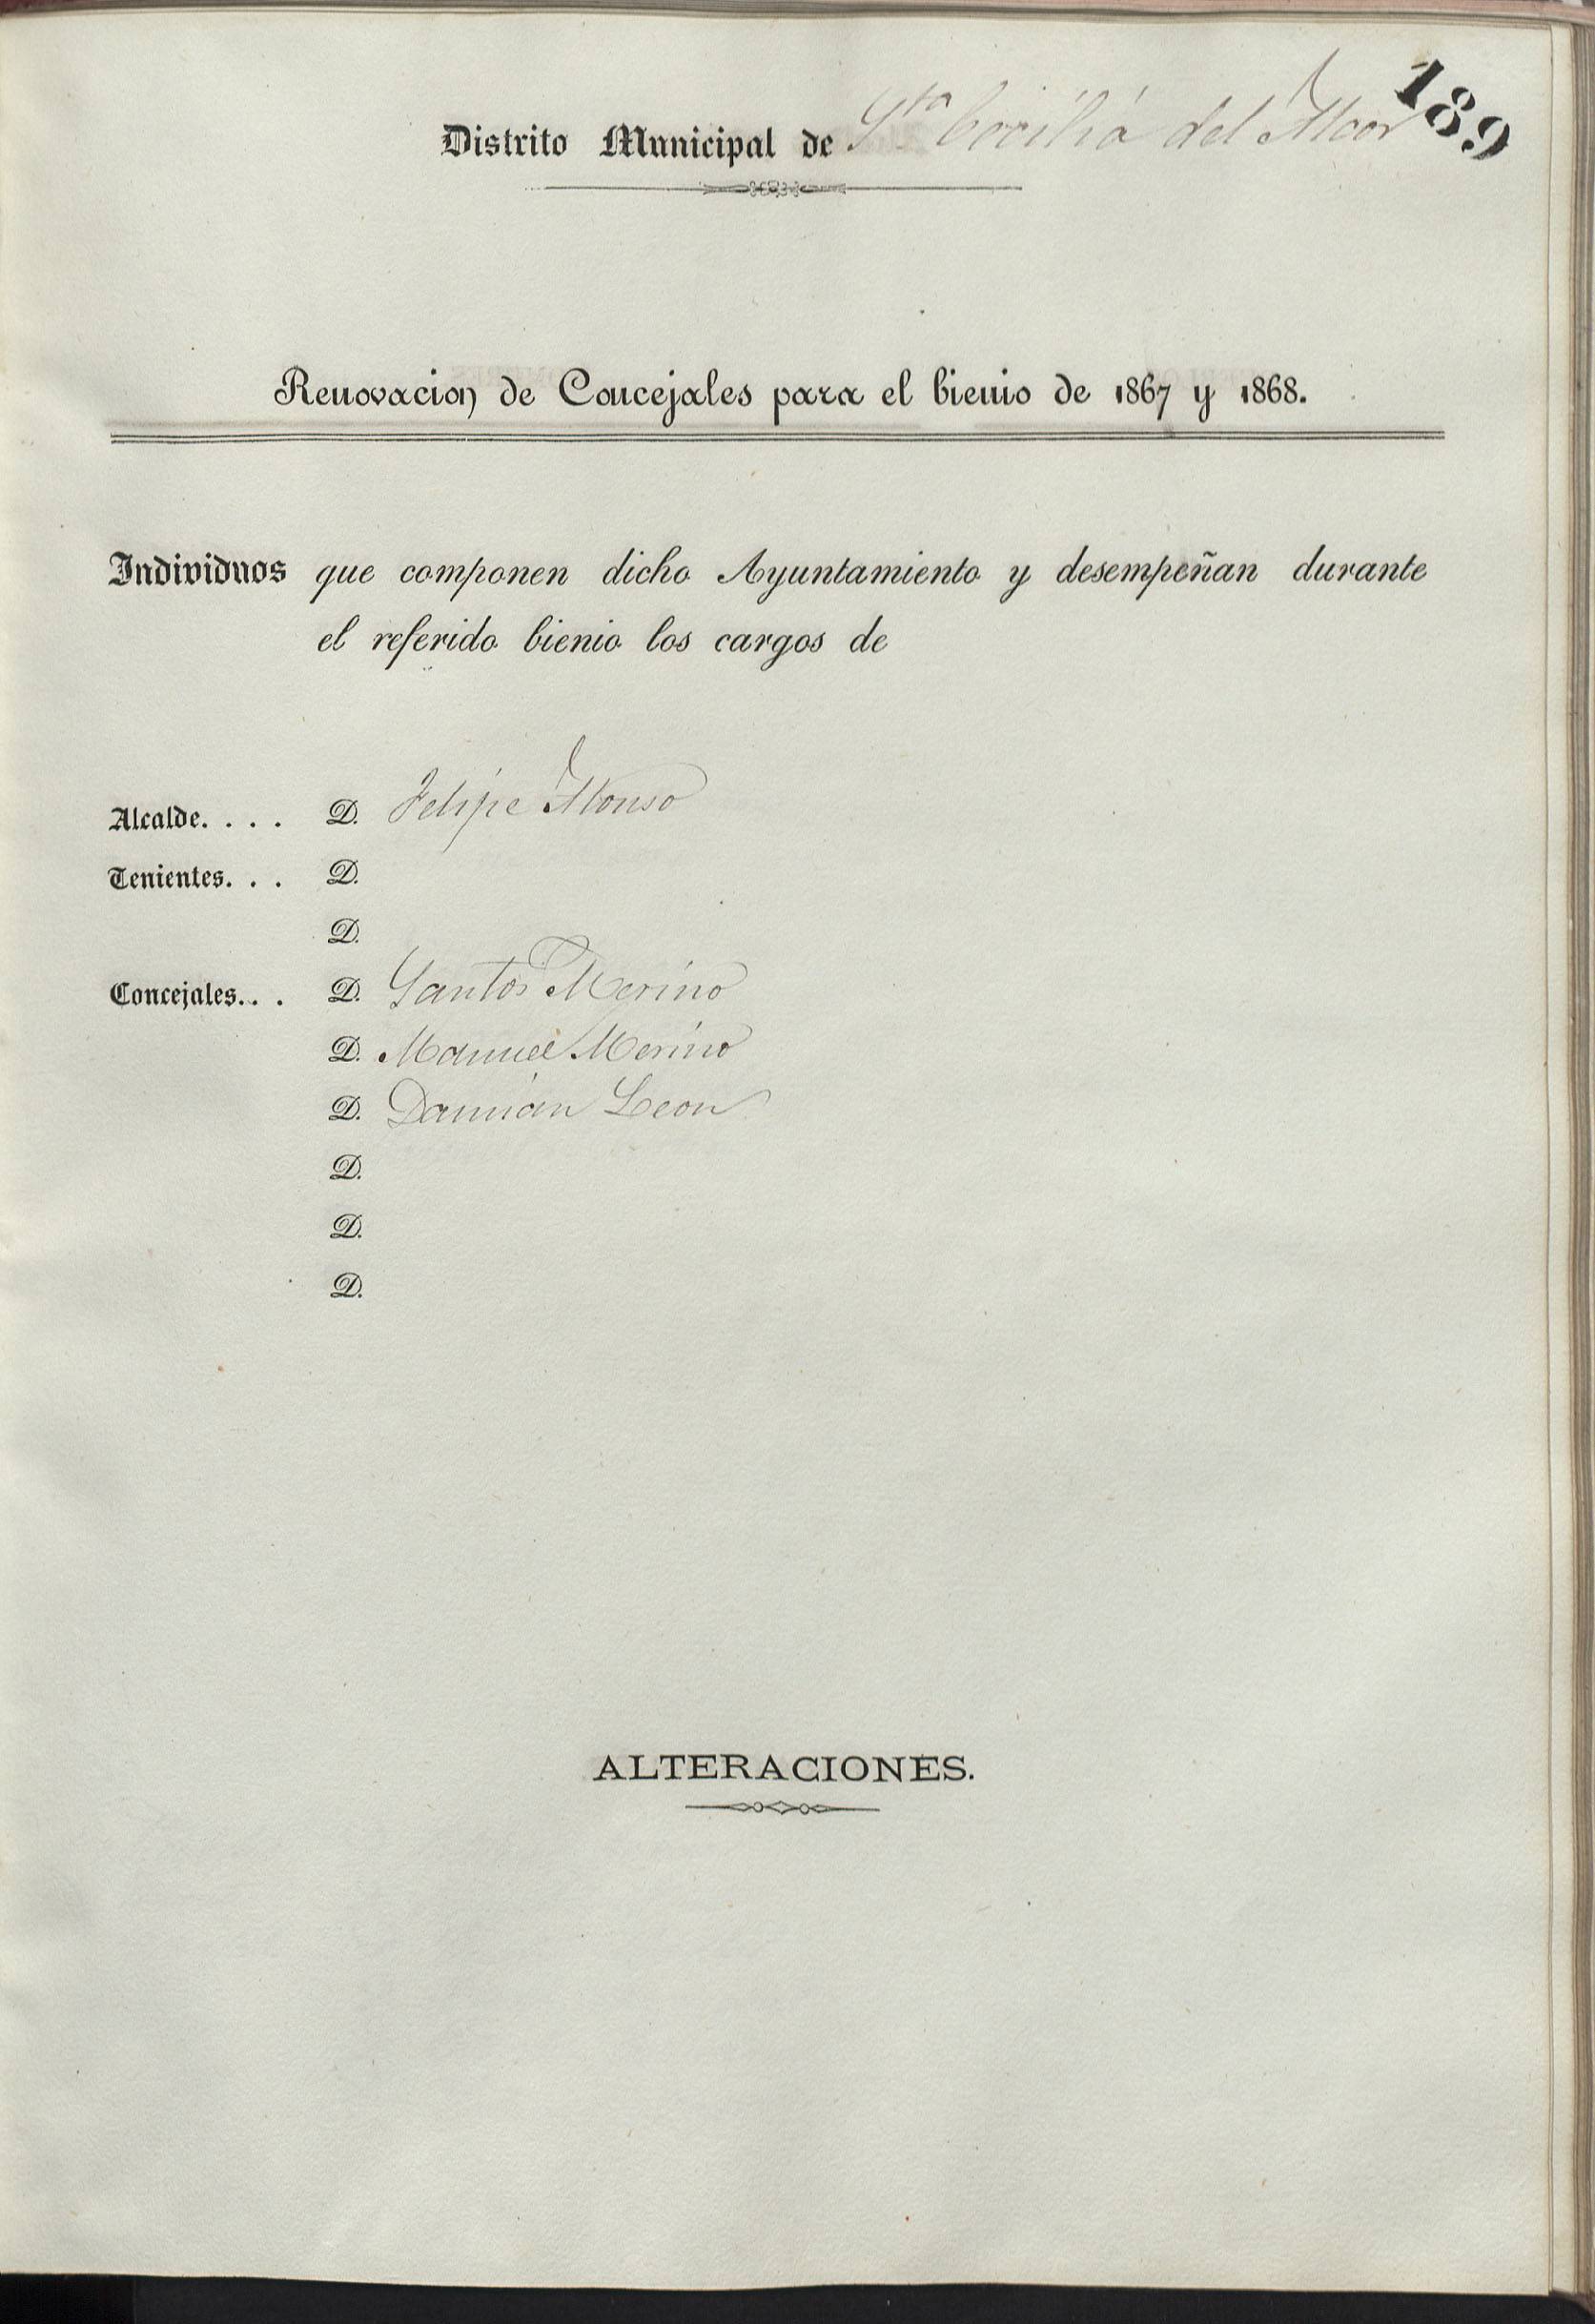 189
Distrito Municipal de Sta Cecilia del Alcor
Renovacion de Concejales para el bienio de 1867 y 1868.
Individuos que componen dicho Ayuntamiento y desempeñan durante
el referido bienio los cargos de
Alcalde. . . . D. Felipe Alonso
Tenientes. . . D.
D.
Concejales. . . D. Santos Merino
D. Manuel Merino
D. Damián Leon
D.
D.
D.
ALTERACIONES.